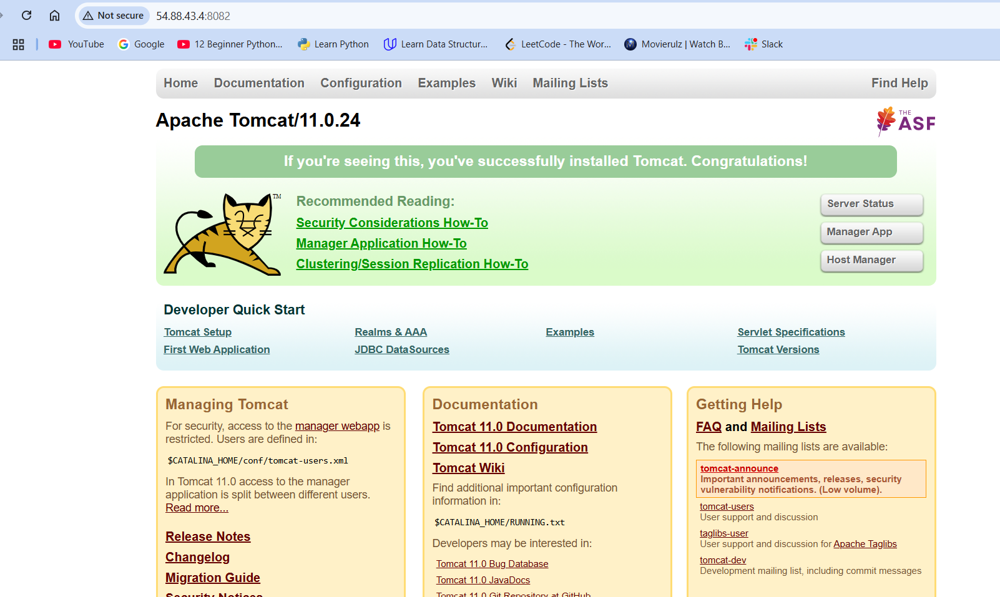 Not secure 54.88.43.4:8082
YouTube Google 12 Beginner Python... Learn Python Learn Data Structur... LeetCode - The Wor... Movierulz | Watch B... Slack
Home Documentation Configuration Examples Wiki Mailing Lists Find Help
Apache Tomcat/11.0.24
THE
ASF
If you're seeing this, you've successfully installed Tomcat. Congratulations!
TM
Recommended Reading:
Security Considerations How-To
Manager Application How-To
Clustering/Session Replication How-To
Server Status
Manager App
Host Manager
Developer Quick Start
Tomcat Setup
First Web Application
Realms & AAA
JDBC DataSources
Examples
Servlet Specifications
Tomcat Versions
Managing Tomcat
For security, access to the manager webapp is
restricted. Users are defined in:
$CATALINA_HOME/conf/tomcat-users.xml
In Tomcat 11.0 access to the manager
application is split between different users.
Read more...
Release Notes
Changelog
Migration Guide
Security Notices
Documentation
Tomcat 11.0 Documentation
Tomcat 11.0 Configuration
Tomcat Wiki
Find additional important configuration
information in:
$CATALINA_HOME/RUNNING.txt
Developers may be interested in:
Tomcat 11.0 Bug Database
Tomcat 11.0 JavaDocs
Tomcat 11.0 Git Repository at GitHub
Getting Help
FAQ and Mailing Lists
The following mailing lists are available:
tomcat-announce
Important announcements, releases, security
vulnerability notifications. (Low volume).
tomcat-users
User support and discussion
taglibs-user
User support and discussion for Apache Taglibs
tomcat-dev
Development mailing list, including commit messages